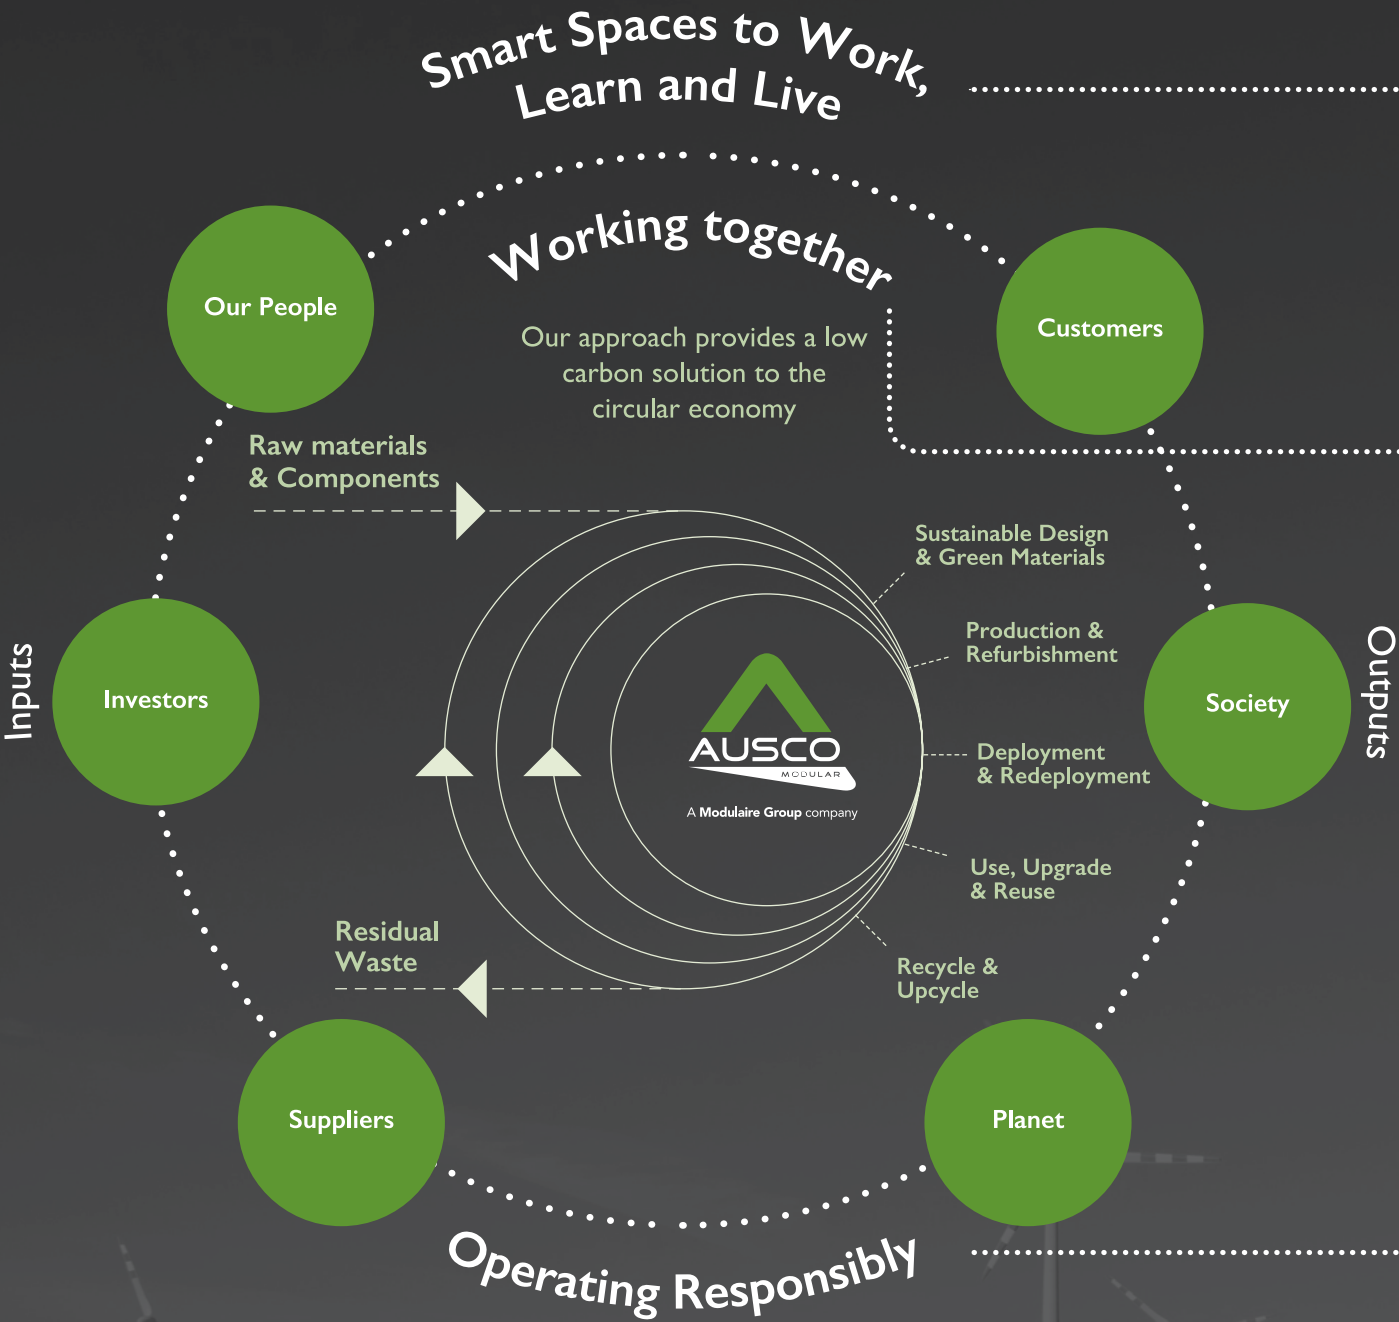 Smart Spaces to Work,
Learn and Live
Working together
Our approach provides a low
carbon solution to the
circular economy
Our People
Customers
Raw materials
& Components
Sustainable Design
& Green Materials
Production &
Refurbishment
Inputs
Investors
Society
Outputs
AUSCO
MODULAR
A Modulaire Group company
Deployment
& Redeployment
Use, Upgrade
& Reuse
Residual
Waste
Recycle &
Upcycle
Suppliers
Planet
Operating Responsibly